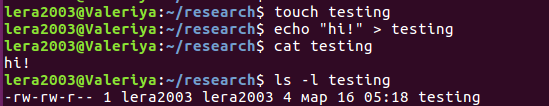 lera2003@Valeriya:~/research$ touch testing
lera2003@Valeriya:~/research$ echo "hi!" > testing
lera2003@Valeriya:~/research$ cat testing
hi!
lera2003@Valeriya:~/research$ ls -l testing
-rw-rw-r-- 1 lera2003 lera2003 4 мар 16 05:18 testing